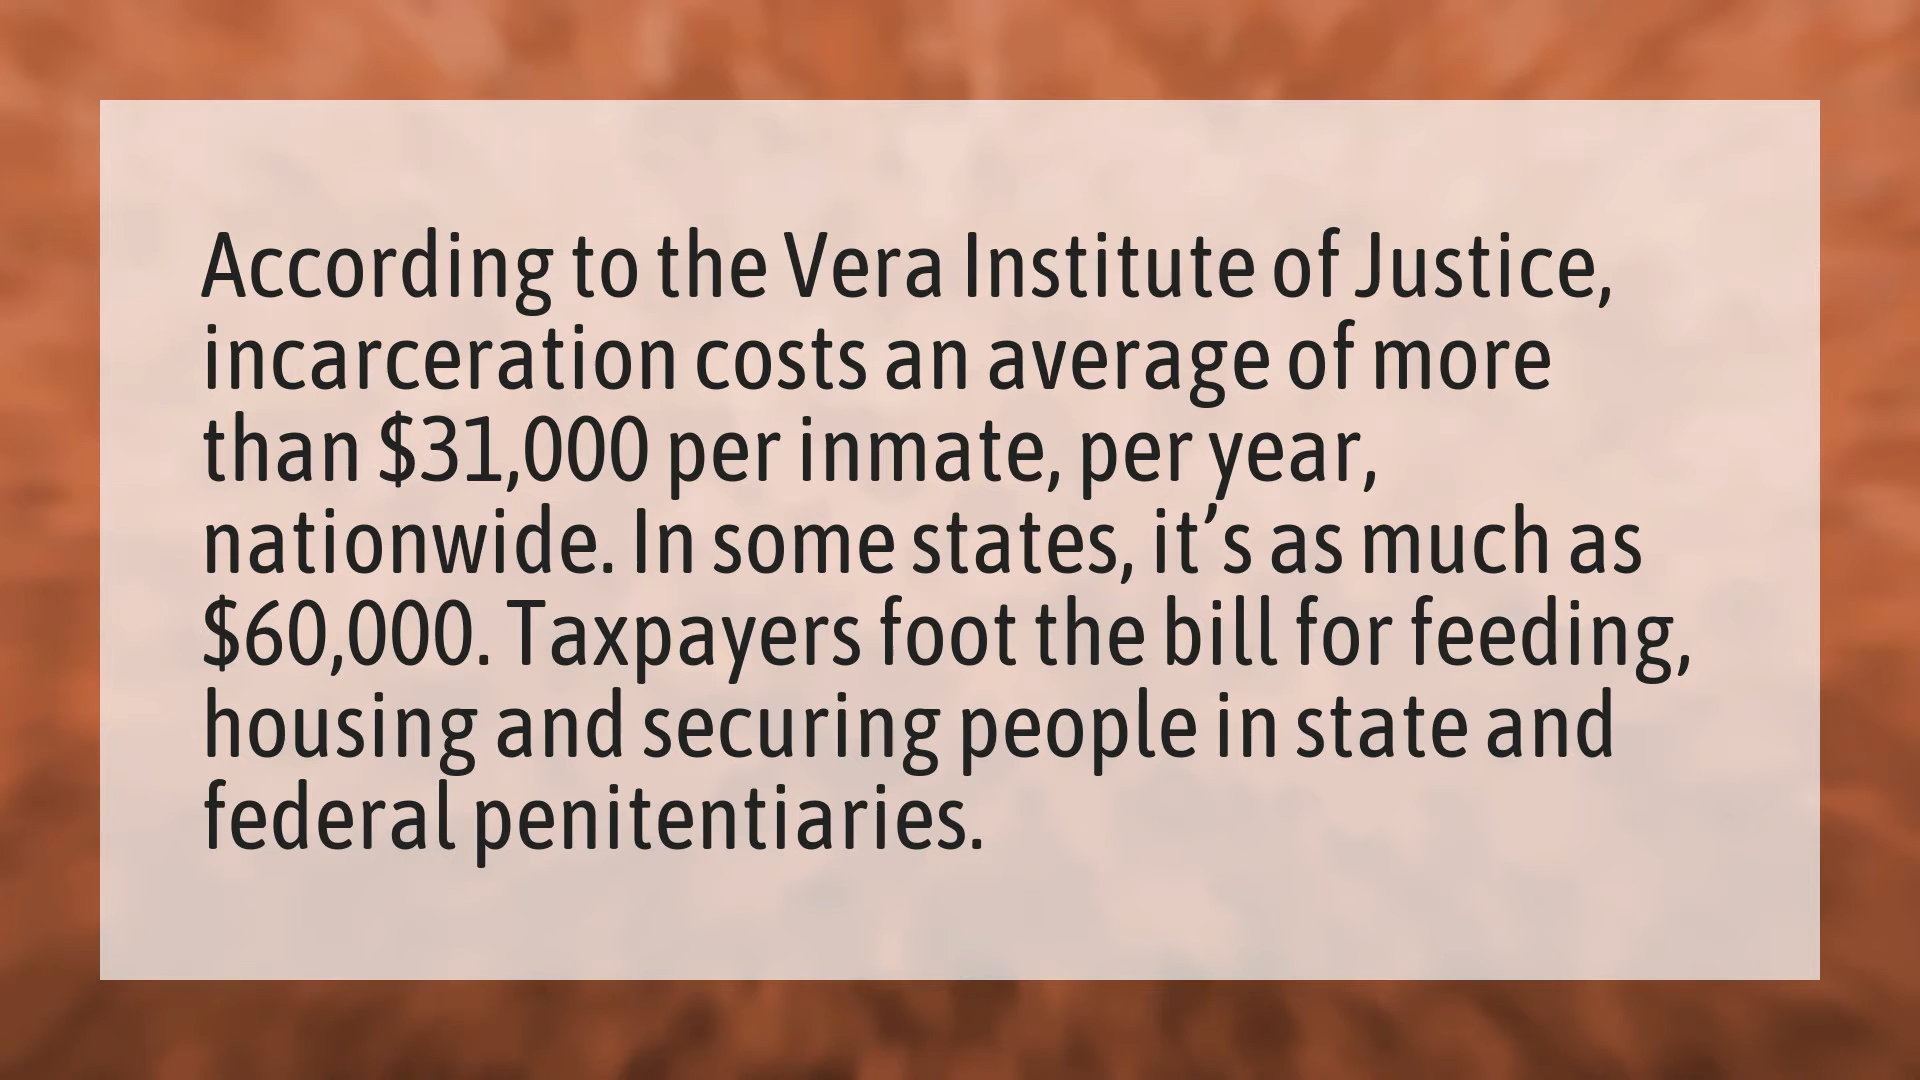 According to the Vera Institute of Justice,
incarceration costs an average of more
than $31,000 per inmate, per year,
nationwide. In some states, it’s as much as
$60,000. Taxpayers foot the bill for feeding,
housing and securing people in state and
federal penitentiaries.